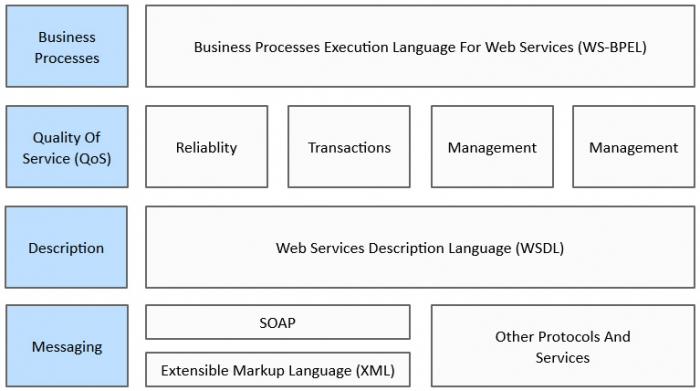 Business
Processes
Business Processes Execution Language For Web Services (WS-BPEL)
Quality Of
Service (QoS)
Reliablity
Transactions
Management
Management
Description
Web Services Description Language (WSDL)
Messaging
SOAP
Extensible Markup Language (XML)
Other Protocols And
Services